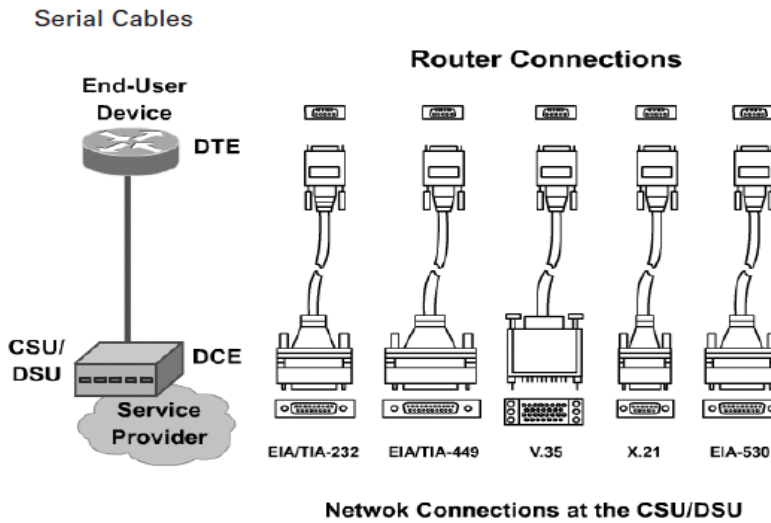 Serial Cables
Router Connections
End-User
Device
DTE
CSU/
DSU
DCE
Service
Provider
EIA/TIA-232
EIA/TIA-449
V.35
X.21
EIA-530
Netwok Connections at the CSU/DSU